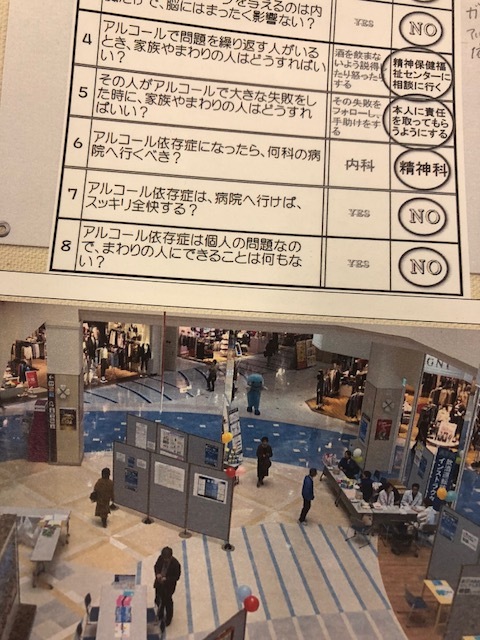 与えるのは内
だけで、脳にはまったく影響ない？
YES
NO
4
アルコールで問題を繰り返す人がいる
とき、家族やまわりの人はどうすればい
い？
酒を飲まな
いよう説得し
たり怒ったり
する
精神保健福
祉センターに
相談に行く
5
その人がアルコールで大きな失敗をし
た時に、家族やまわりの人はどうすれ
ばいい？
その失敗を
フォローし、
手助けをす
る
本人に責任
を取ってもら
うようにする
6
アルコール依存症になったら、何科の病
院へ行くべき？
内科
精神科
7
アルコール依存症は、病院へ行けば、
スッキリ全快する？
YES
NO
8
アルコール依存症は個人の問題なの
で、まわりの人にできることは何もな
い？
YES
NO